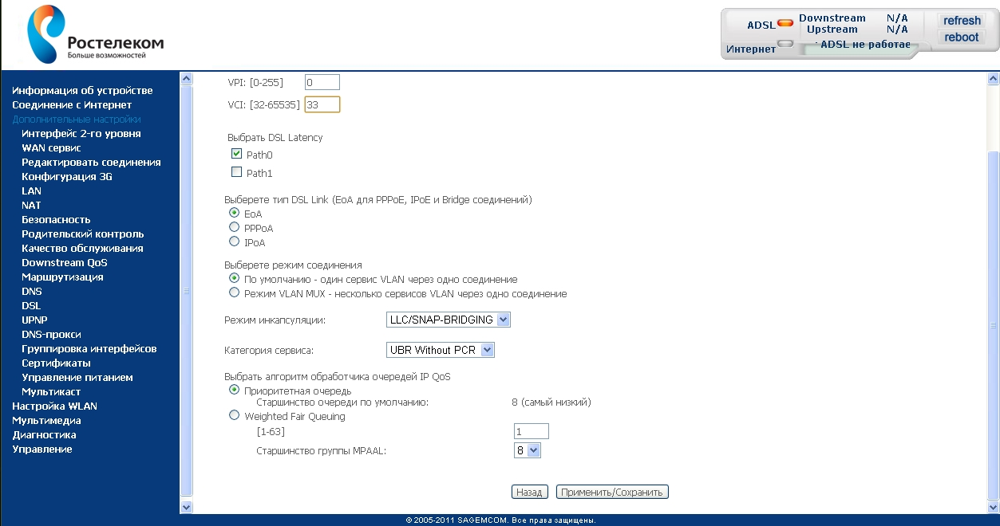 Ростелеком
Больше возможностей
ADSL Downstream N/A
Upstream N/A
Интернет ADSL не работае
refresh
reboot
Информация об устройстве
Соединение с Интернет
Дополнительные настройки
Интерфейс 2-го уровня
WAN сервис
Редактировать соединения
Конфигурация 3G
LAN
NAT
Безопасность
Родительский контроль
Качество обслуживания
Downstream QoS
Маршрутизация
DNS
DSL
UPNP
DNS-прокси
Группировка интерфейсов
Сертификаты
Управление питанием
Мультикаст
Настройка WLAN
Мультимедиа
Диагностика
Управление
VPI: [0-255] 0
VCI: [32-65535] 33
Выбрать DSL Latency
Path0
Path1
Выберете тип DSL Link (EoA для PPPoE, IPoE и Bridge соединений)
EoA
PPPoA
IPoA
Выберете режим соединения
По умолчанию - один сервис VLAN через одно соединение
Режим VLAN MUX - несколько сервисов VLAN через одно соединение
Режим инкапсуляции: LLC/SNAP-BRIDGING
Категория сервиса: UBR Without PCR
Выбрать алгоритм обработчика очередей IP QoS
Приоритетная очередь
Старшинство очереди по умолчанию: 8 (самый низкий)
Weighted Fair Queuing
[1-63] 1
Старшинство группы MPAAL: 8
Назад Применить/Сохранить
© 2005-2011 SAGEMCOM. Все права защищены.